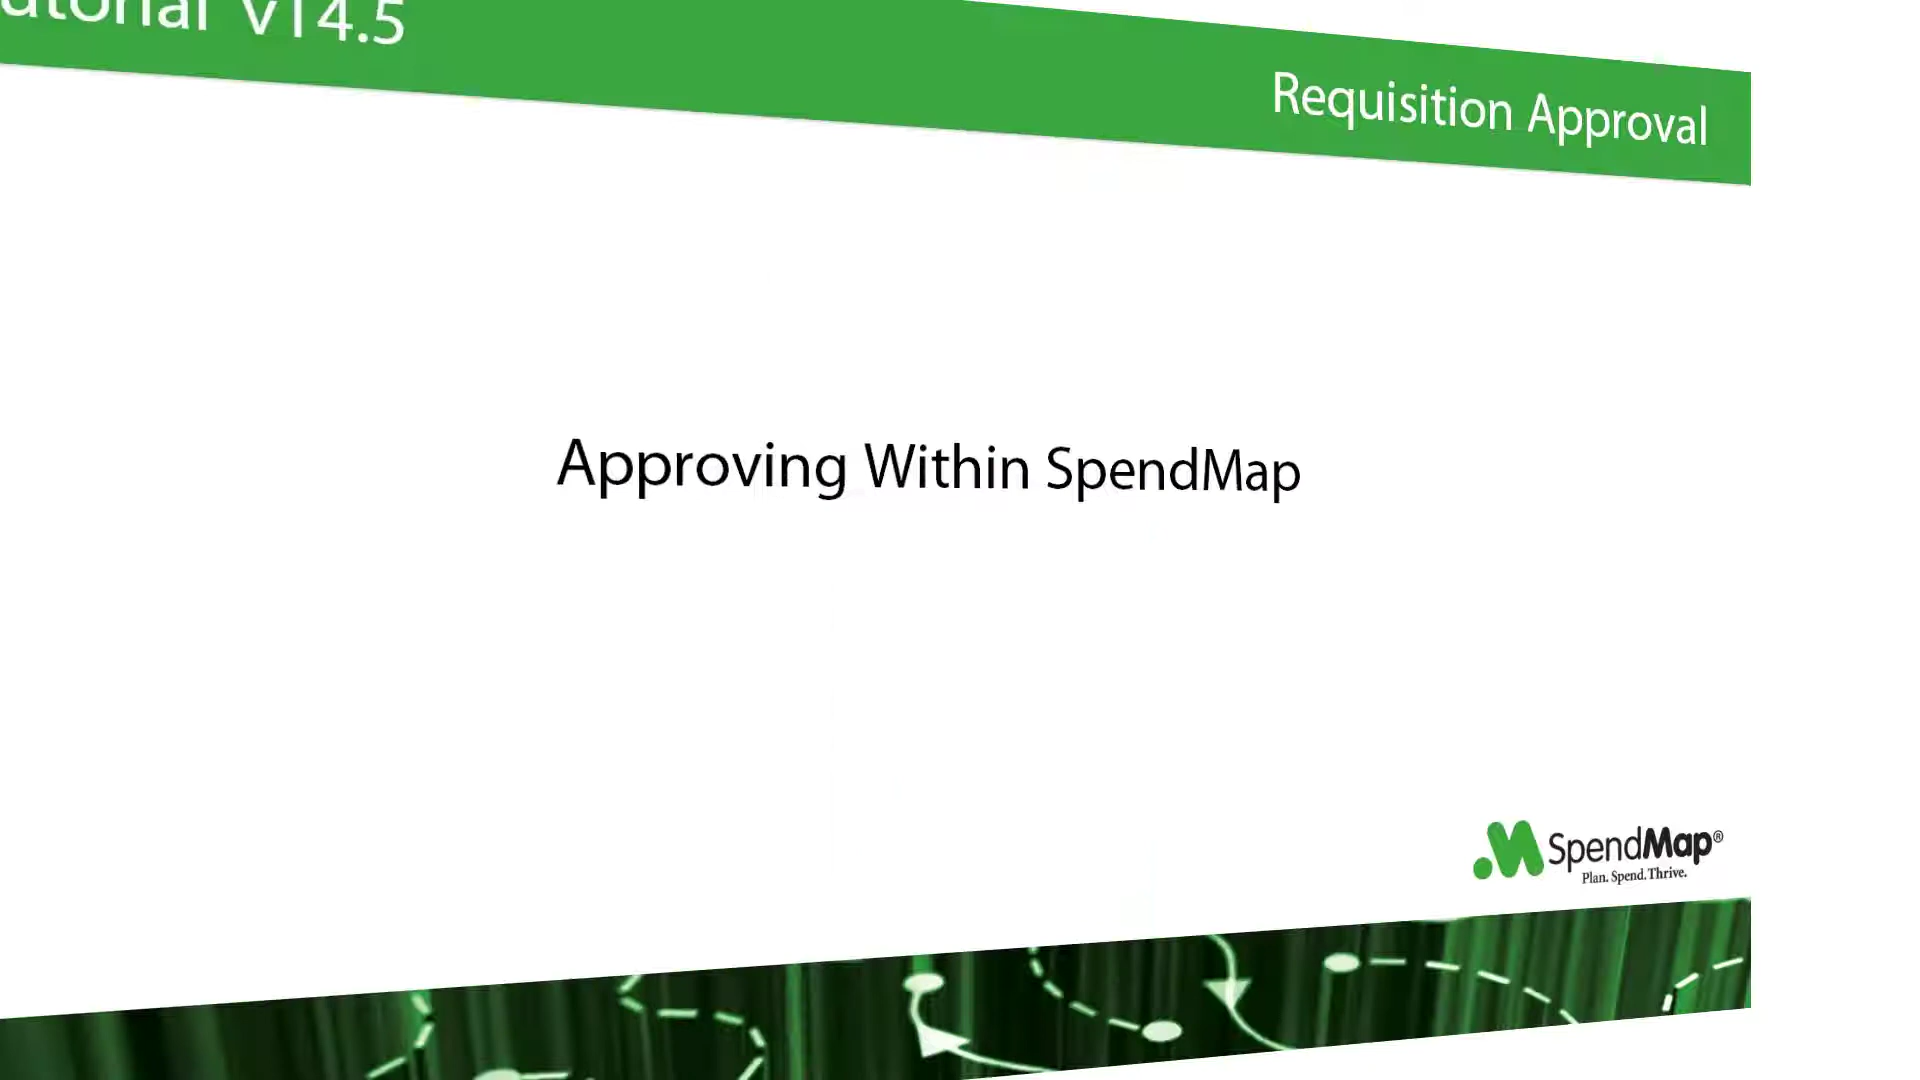 v14.5
Requisition Approval
Approving Within SpendMap
SpendMap®
Plan. Spend. Thrive.